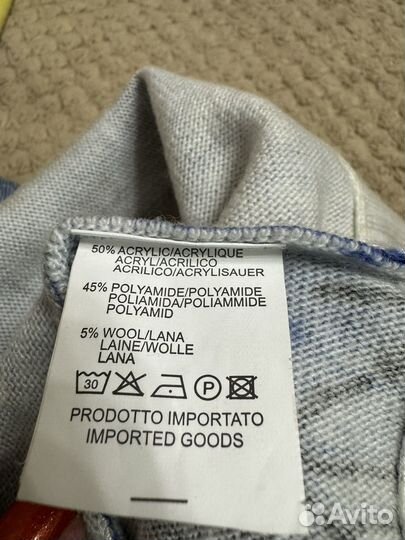 50% ACRYLIC/ACRYLIQUE
ACRYL/ACRILICO
ACRILICO/ACRYLISAUER
45% POLYAMIDE/POLYAMIDE
POLIAMIDA/POLIAMMIDE
POLYAMID
5% WOOL/LANA
LAINE/WOLLE
LANA
30 P
PRODOTTO IMPORTATO
IMPORTED GOODS
Avito